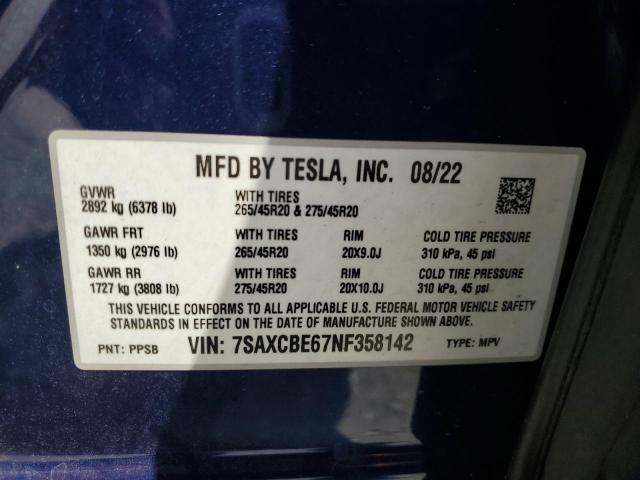 MFD BY TESLA, INC. 08/22
GVWR WITH TIRES
2892 kg (6378 lb) 265/45R20 & 275/45R20
GAWR FRT WITH TIRES RIM COLD TIRE PRESSURE
1350 kg (2976 lb) 265/45R20 20X9.0J 310 kPa, 45 psi
GAWR RR WITH TIRES RIM COLD TIRE PRESSURE
1727 kg (3808 lb) 275/45R20 20X10.0J 310 kPa, 45 psi
THIS VEHICLE CONFORMS TO ALL APPLICABLE U.S. FEDERAL MOTOR VEHICLE SAFETY
STANDARDS IN EFFECT ON THE DATE OF MANUFACTURE SHOWN ABOVE.
PNT: PPSB VIN: 7SAXCBE67NF358142 TYPE: MPV